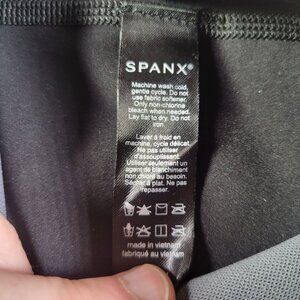 SPANX®
Machine wash cold,
gentle cycle. Do not
use fabric softener.
Only non-chlorine
bleach when needed.
Lay flat to dry. Do not
iron.
Laver à froid en
machine, cycle délicat.
Ne pas utiliser
d'assouplissant.
Utiliser seulement un
agent de blanchiment
non chloré au besoin.
Sécher à plat. Ne pas
repasser.
made in vietnam
fabriqué au vietnam